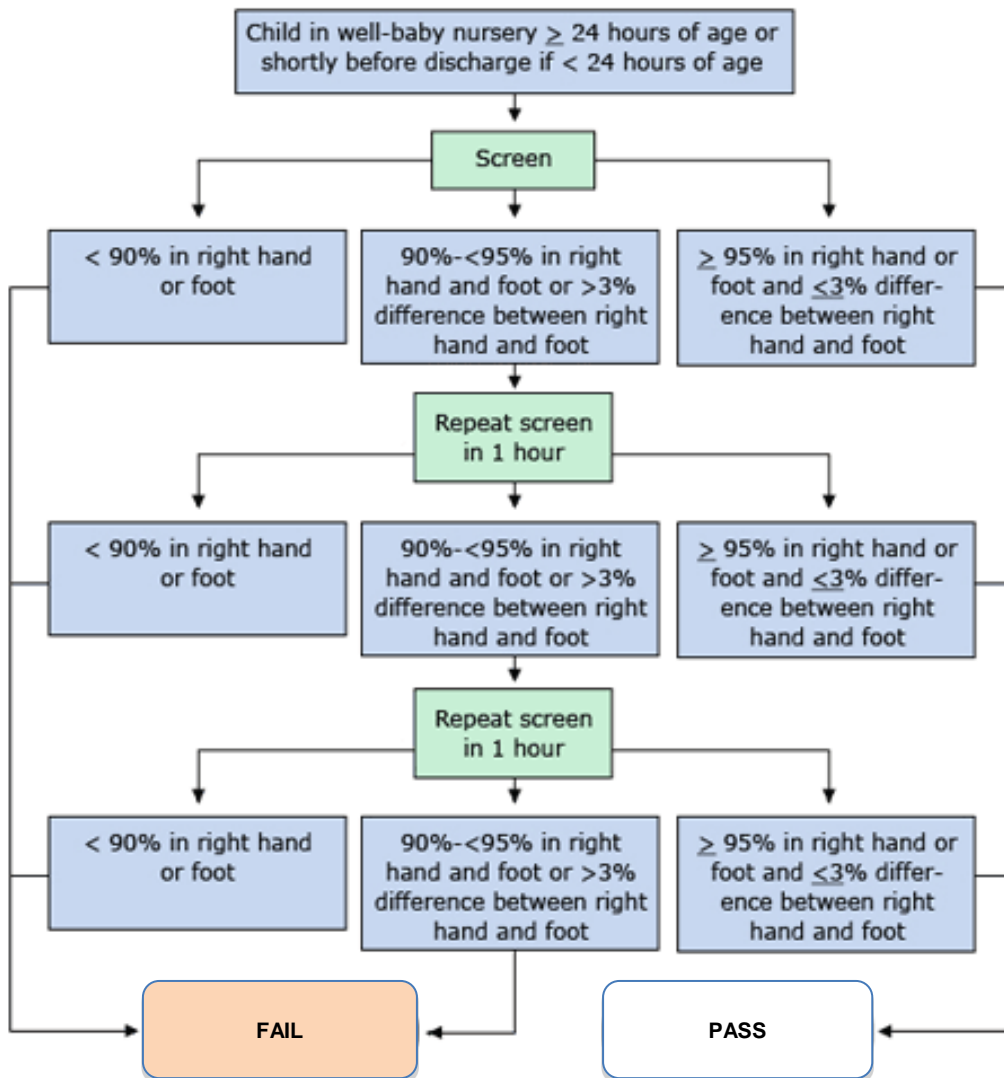 Child in well-baby nursery ≥ 24 hours of age or
shortly before discharge if < 24 hours of age
Screen
< 90% in right hand
or foot
90%-<95% in right
hand and foot or >3%
difference between right
hand and foot
≥ 95% in right hand or
foot and ≤3% differ-
ence between right
hand and foot
Repeat screen
in 1 hour
< 90% in right hand
or foot
90%-<95% in right
hand and foot or >3%
difference between right
hand and foot
≥ 95% in right hand or
foot and ≤3% differ-
ence between right
hand and foot
Repeat screen
in 1 hour
< 90% in right hand
or foot
90%-<95% in right
hand and foot or >3%
difference between right
hand and foot
≥ 95% in right hand or
foot and ≤3% differ-
ence between right
hand and foot
FAIL
PASS